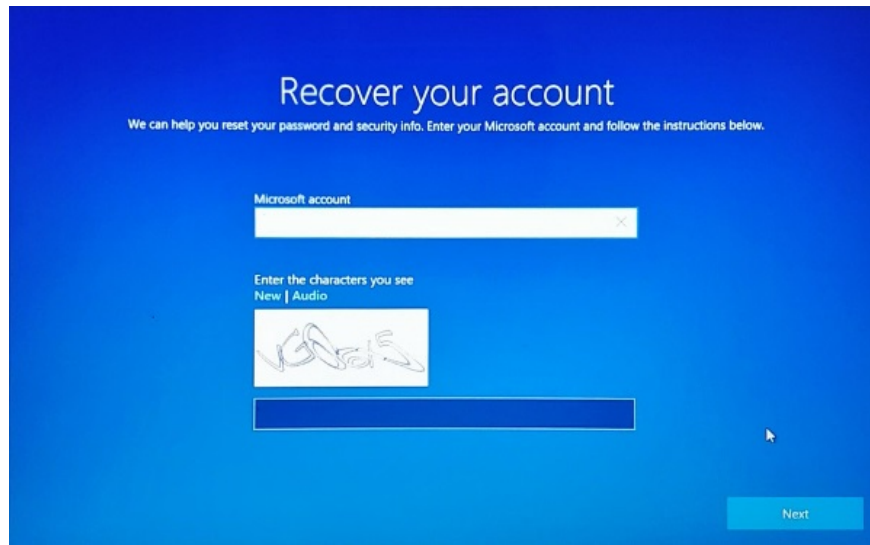 Recover your account
We can help you reset your password and security info. Enter your Microsoft account and follow the instructions below.
Microsoft account
Enter the characters you see
New | Audio
Next